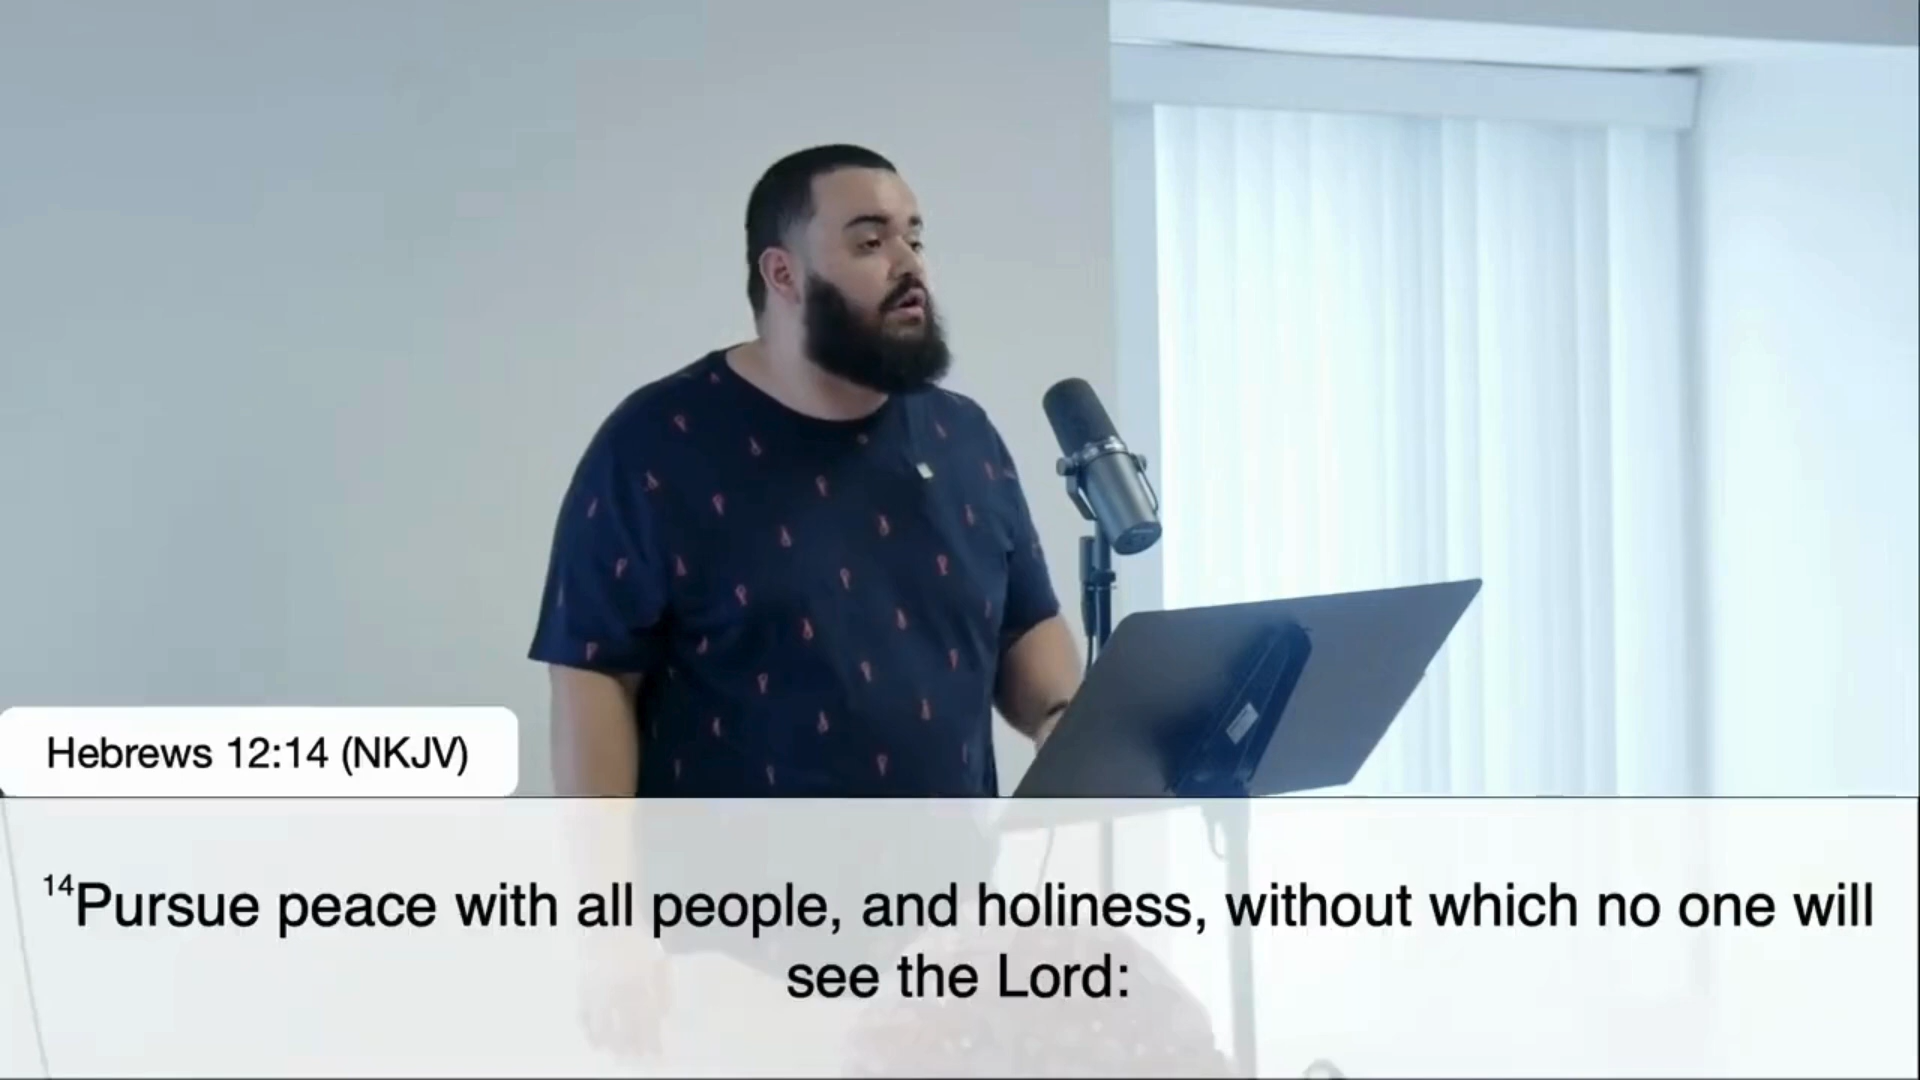 Hebrews 12:14 (NKJV)
14Pursue peace with all people, and holiness, without which no one will
see the Lord: